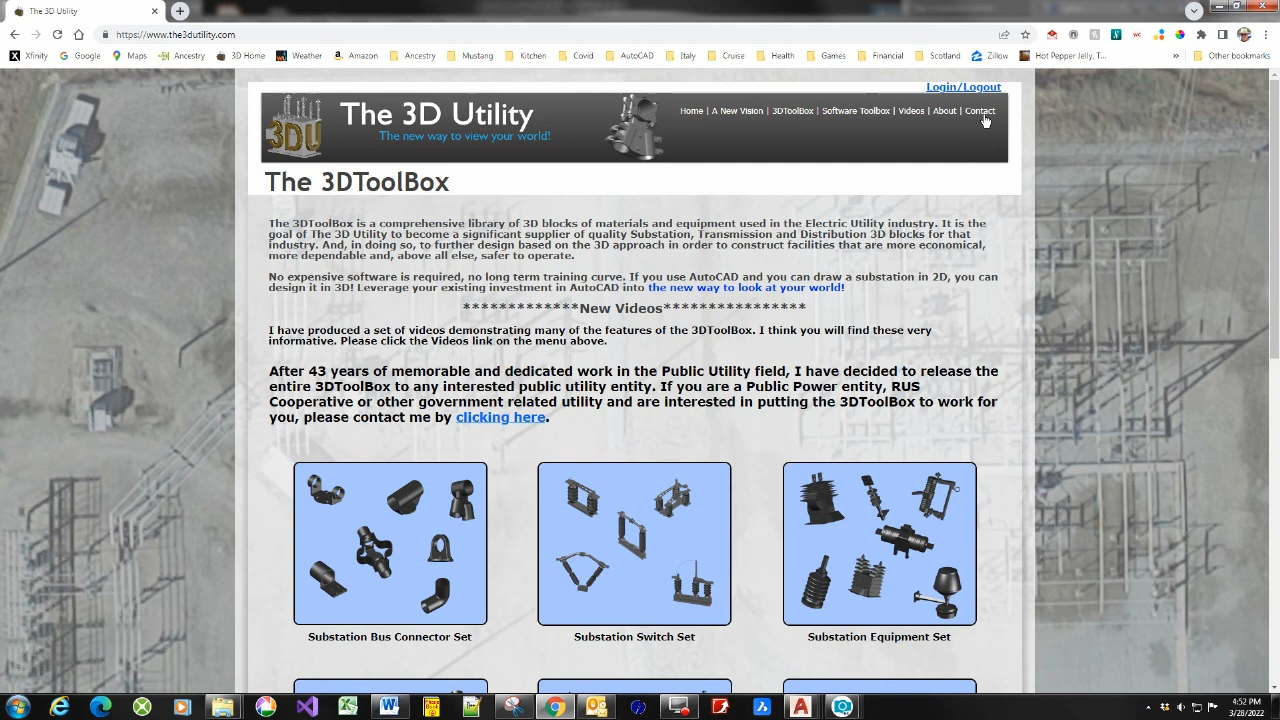 The 3D Utility
https://www.the3dutility.com
Xfinity
Google
Maps
Ancestry
3D Home
Weather
Amazon
Ancestry
Mustang
Kitchen
Covid
AutoCAD
Italy
Cruise
Health
Games
Financial
Scotland
Zillow
Hot Pepper Jelly, T...
»
Other bookmarks
Login/Logout
3DU
The 3D Utility
The new way to view your world!
Home | A New Vision | 3DToolBox | Software Toolbox | Videos | About | Contact
The 3DToolBox
The 3DToolBox is a comprehensive library of 3D blocks of materials and equipment used in the Electric Utility industry. It is the
goal of The 3D Utility to become a significant supplier of quality Substation, Transmission and Distribution 3D blocks for that
industry. And, in doing so, to further design based on the 3D approach in order to construct facilities that are more economical,
more dependable and, above all else, safer to operate.
No expensive software is required, no long term training curve. If you use AutoCAD and you can draw a substation in 2D, you can
design it in 3D! Leverage your existing investment in AutoCAD into the new way to look at your world!
*************New Videos****************
I have produced a set of videos demonstrating many of the features of the 3DToolBox. I think you will find these very
informative. Please click the Videos link on the menu above.
After 43 years of memorable and dedicated work in the Public Utility field, I have decided to release the
entire 3DToolBox to any interested public utility entity. If you are a Public Power entity, RUS
Cooperative or other government related utility and are interested in putting the 3DToolBox to work for
you, please contact me by clicking here.
Substation Bus Connector Set
Substation Switch Set
Substation Equipment Set
4:52 PM
3/28/2022